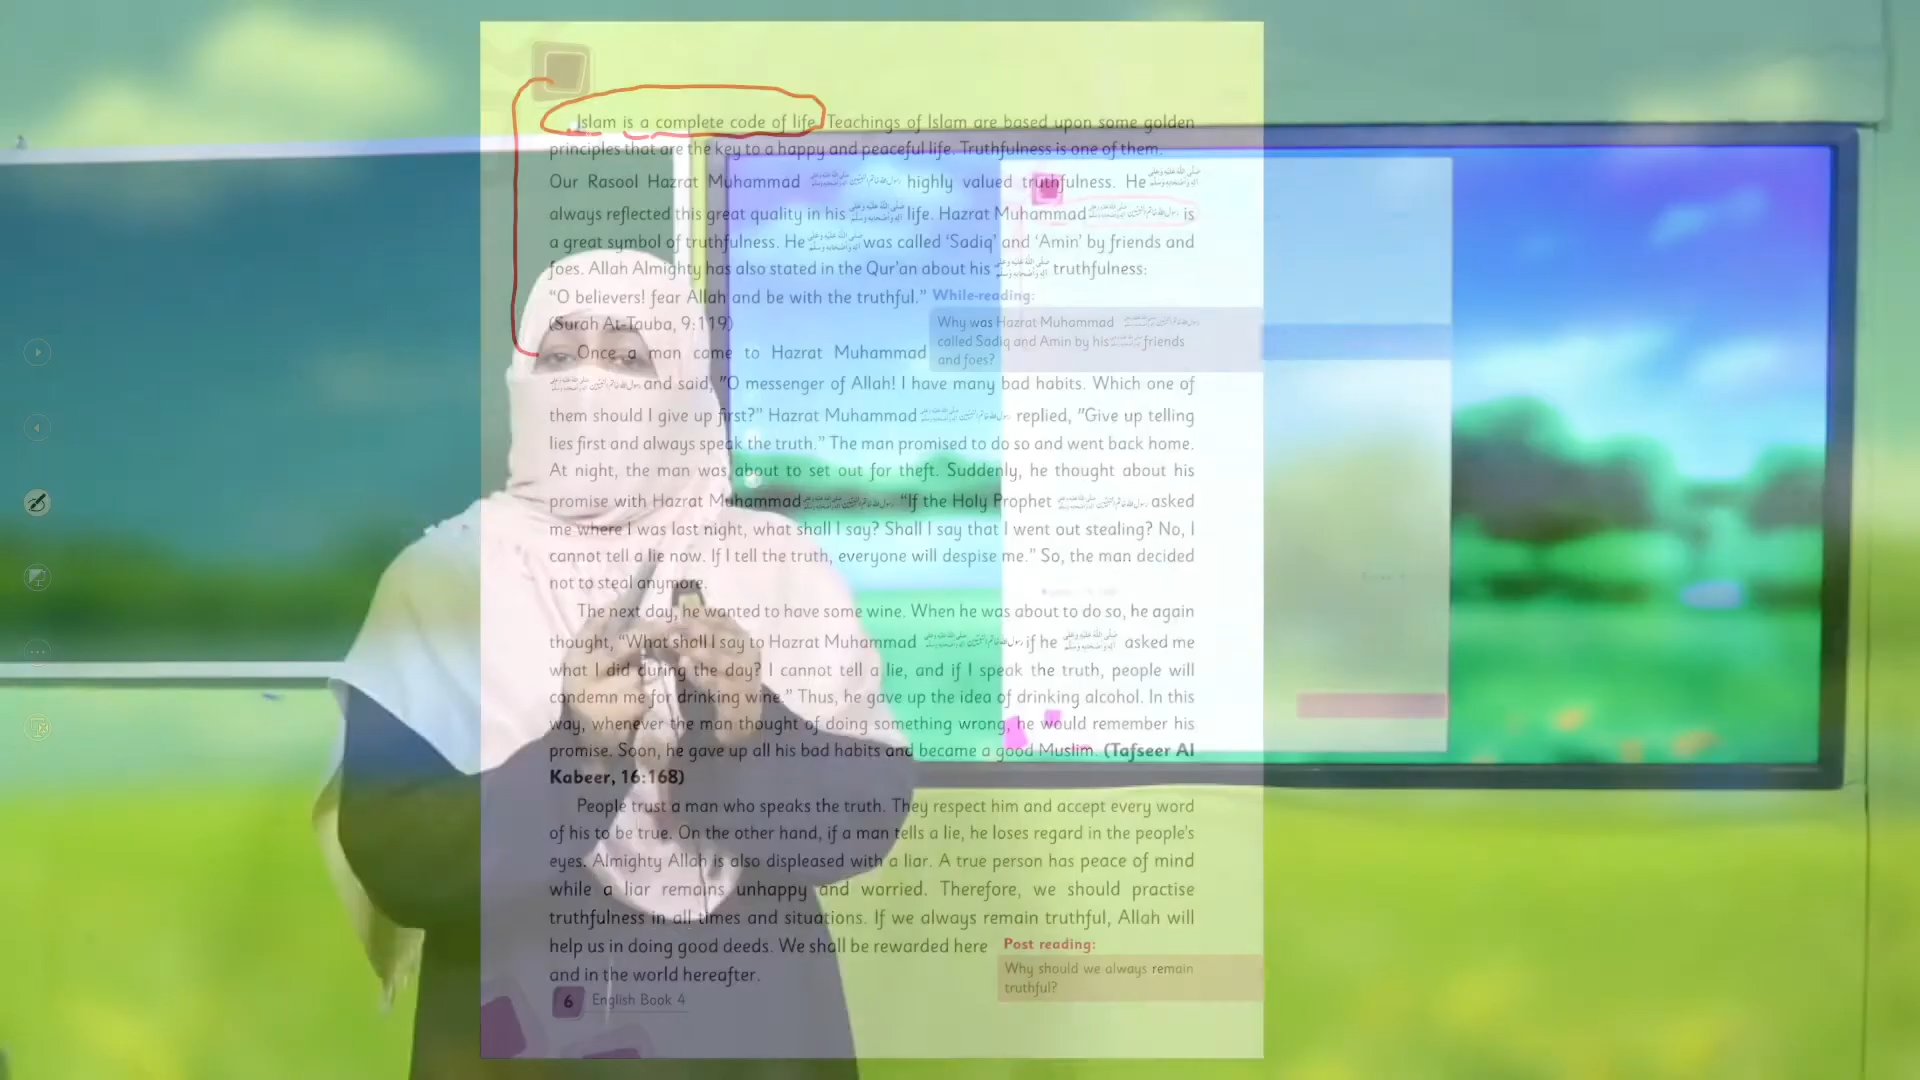 Islam is a complete code of life. Teachings of Islam are based upon some golden
principles that are the key to a happy and peaceful life. Truthfulness is one of them.
Our Rasool Hazrat Muhammad highly valued truthfulness. He
always reflected this great quality in his life. Hazrat Muhammad is
a great symbol of truthfulness. He was called ‘Sadiq’ and ‘Amin’ by friends and
foes. Allah Almighty has also stated in the Qur’an about his truthfulness:
“O believers! fear Allah and be with the truthful.”
(Surah At-Tauba, 9:119)
While-reading:
Why was Hazrat Muhammad
called Sadiq and Amin by his friends
and foes?
Once a man came to Hazrat Muhammad
and said, "O messenger of Allah! I have many bad habits. Which one of
them should I give up first?" Hazrat Muhammad replied, "Give up telling
lies first and always speak the truth." The man promised to do so and went back home.
At night, the man was about to set out for theft. Suddenly, he thought about his
promise with Hazrat Muhammad “If the Holy Prophet asked
me where I was last night, what shall I say? Shall I say that I went out stealing? No, I
cannot tell a lie now. If I tell the truth, everyone will despise me.” So, the man decided
not to steal anymore.
The next day, he wanted to have some wine. When he was about to do so, he again
thought, “What shall I say to Hazrat Muhammad if he asked me
what I did during the day? I cannot tell a lie, and if I speak the truth, people will
condemn me for drinking wine.” Thus, he gave up the idea of drinking alcohol. In this
way, whenever the man thought of doing something wrong, he would remember his
promise. Soon, he gave up all his bad habits and became a good Muslim. (Tafseer Al
Kabeer, 16:168)
People trust a man who speaks the truth. They respect him and accept every word
of his to be true. On the other hand, if a man tells a lie, he loses regard in the people’s
eyes. Almighty Allah is also displeased with a liar. A true person has peace of mind
while a liar remains unhappy and worried. Therefore, we should practise
truthfulness in all times and situations. If we always remain truthful, Allah will
help us in doing good deeds. We shall be rewarded here
and in the world hereafter.
Post reading:
Why should we always remain
truthful?
6 English Book 4